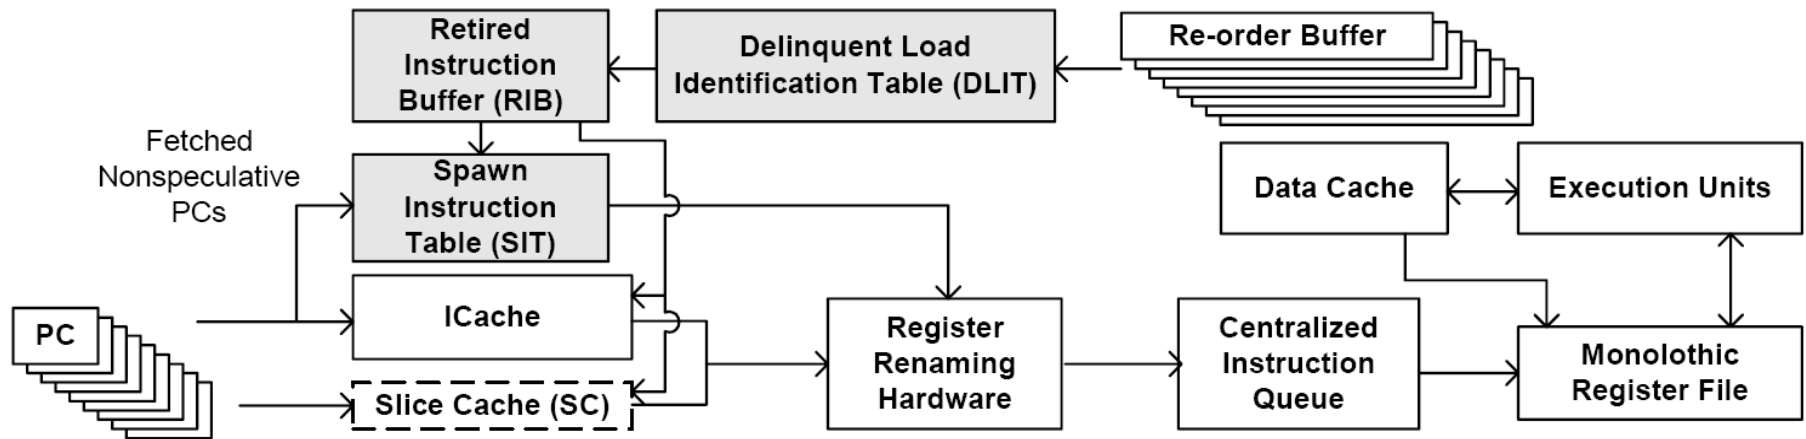 Retired
Instruction
Buffer (RIB)
Delinquent Load
Identification Table (DLIT)
Re-order Buffer
Fetched
Nonspeculative
PCs
Spawn
Instruction
Table (SIT)
Data Cache
Execution Units
PC
ICache
Slice Cache (SC)
Register
Renaming
Hardware
Centralized
Instruction
Queue
Monolothic
Register File